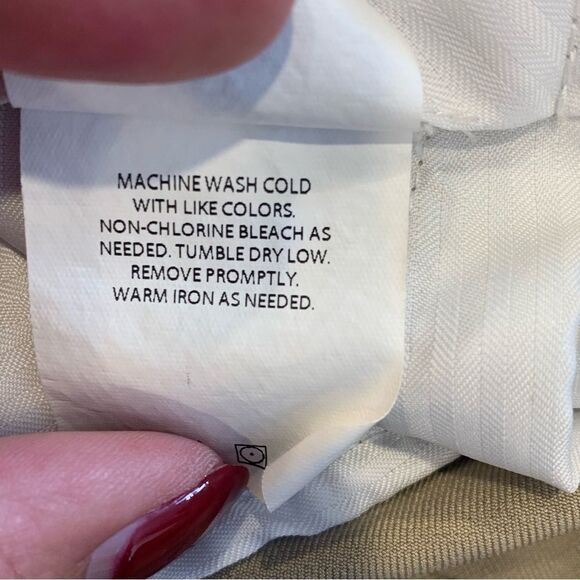 MACHINE WASH COLD
WITH LIKE COLORS.
NON-CHLORINE BLEACH AS
NEEDED. TUMBLE DRY LOW.
REMOVE PROMPTLY.
WARM IRON AS NEEDED.